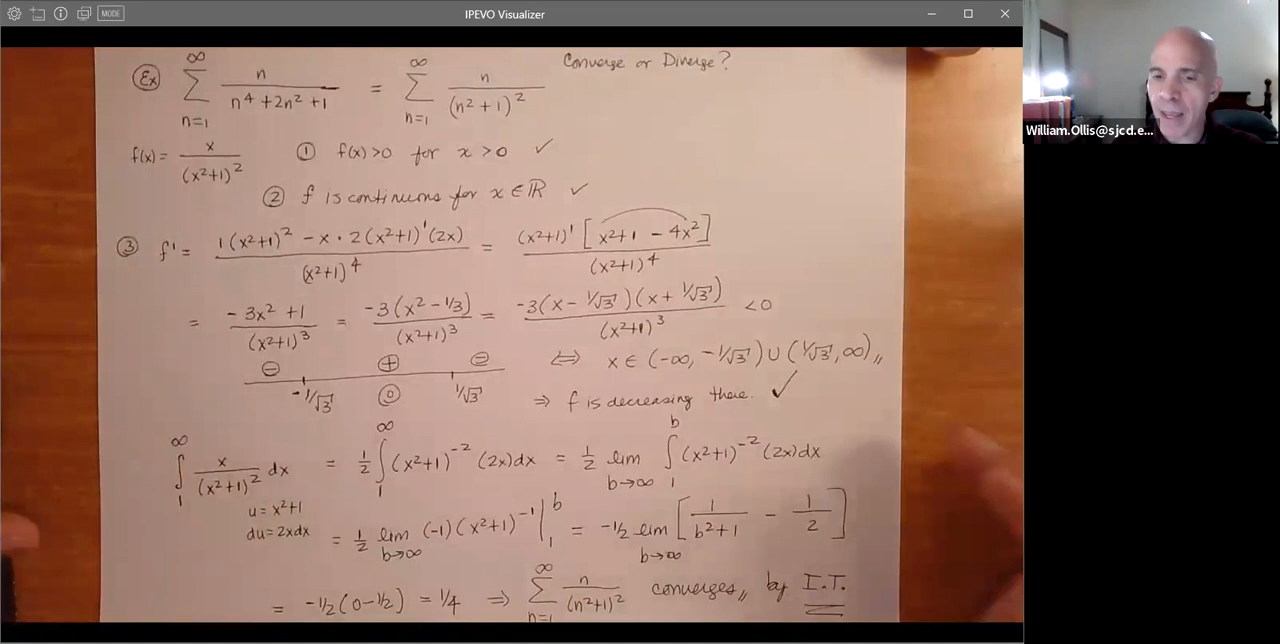 MODE
IPEVO Visualizer
William.Ollis@sjcd.e...
Ex ∞ Σ n=1 n/(n⁴+2n²+1) = ∞ Σ n=1 n/(n²+1)² Converge or Diverge?
f(x) = x/(x²+1)² ① f(x)>0 for x>0 ✓
② f is continuous for x∈ℝ ✓
③ f' = (1(x²+1)² - x·2(x²+1)'(2x))/(x²+1)⁴ = ((x²+1)'[x²+1 - 4x²])/(x²+1)⁴
= (-3x²+1)/(x²+1)³ = (-3(x²-1/3))/(x²+1)³ = (-3(x-1/√3)(x+1/√3))/(x²+1)³ <0
⊖ ⊕ ⊖ ⇔ x∈(-∞, -1/√3)∪(1/√3, ∞),,
-1/√3 ⓪ 1/√3 ⇒ f is decreasing there. ✓
∞ ∫ 1 x/(x²+1)² dx = 1/2 ∞ ∫ 1 (x²+1)⁻² (2x)dx = 1/2 lim b→∞ b ∫ 1 (x²+1)⁻² (2x)dx
u = x²+1
du = 2xdx = 1/2 lim b→∞ (-1)(x²+1)⁻¹ | b 1 = -1/2 lim b→∞ [1/(b²+1) - 1/2]
= -1/2(0-1/2) = 1/4 ⇒ ∞ Σ n=1 n/(n²+1)² converges,, by I.T.